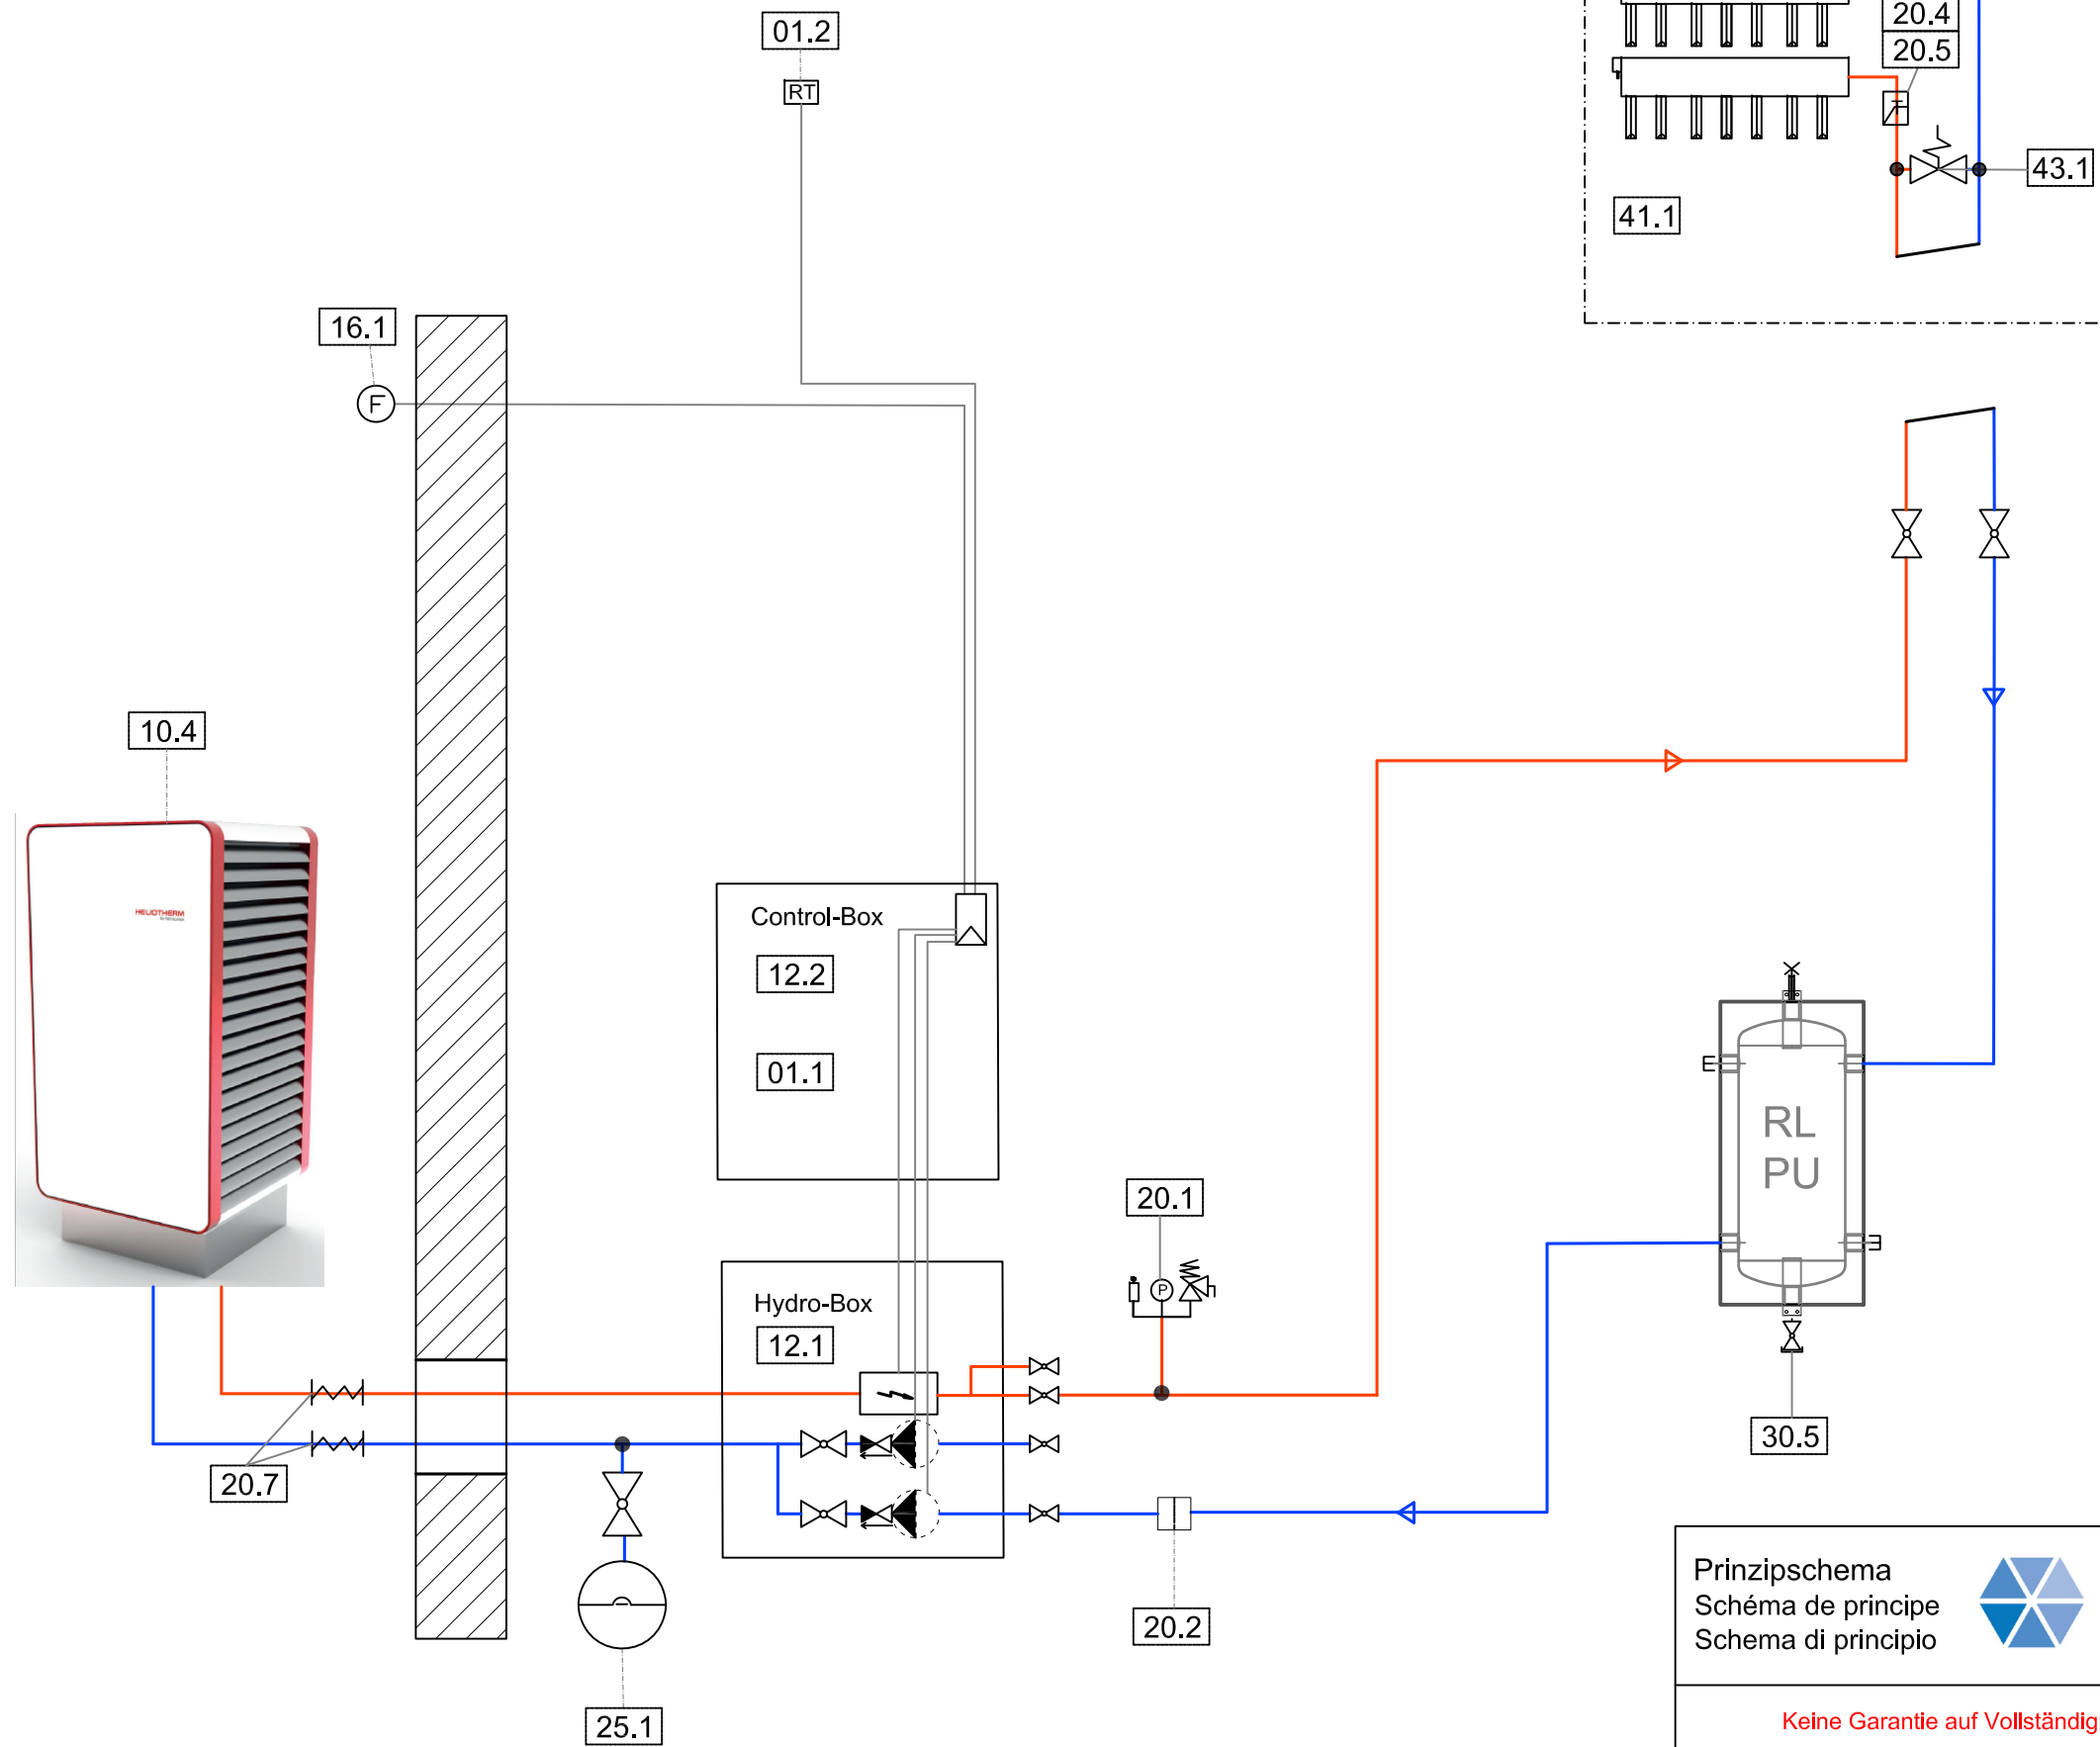 01.2
RT
20.4
20.5
43.1
41.1
16.1
F
10.4
HELIOTHERM
Control-Box
12.2
01.1
RL
PU
20.1
P
Hydro-Box
12.1
20.7
30.5
20.2
25.1
Prinzipschema
Schéma de principe
Schema di principio
Keine Garantie auf Vollständig